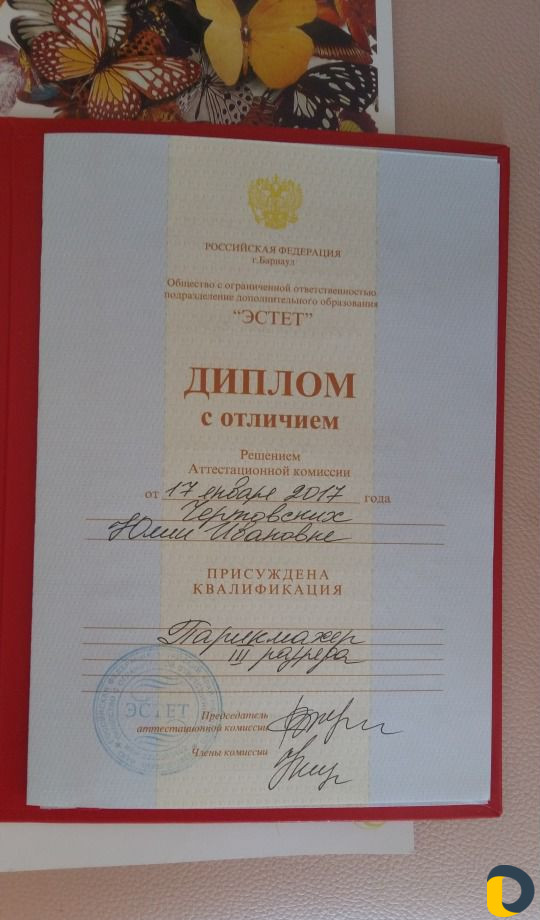 РОССИЙСКАЯ ФЕДЕРАЦИЯ
г.Барнаул
Общество с ограниченной ответственностью
подразделение дополнительного образования
“ЭСТЕТ”
ДИПЛОМ
с отличием
Решением
Аттестационной комиссии
от 17 января 2017 года
Чертовских
Юлии Ивановне
ПРИСУЖДЕНА
КВАЛИФИКАЦИЯ
Парикмахер
III разряда
ЭСТЕТ
Председатель
аттестационной комиссии
Члены комиссии